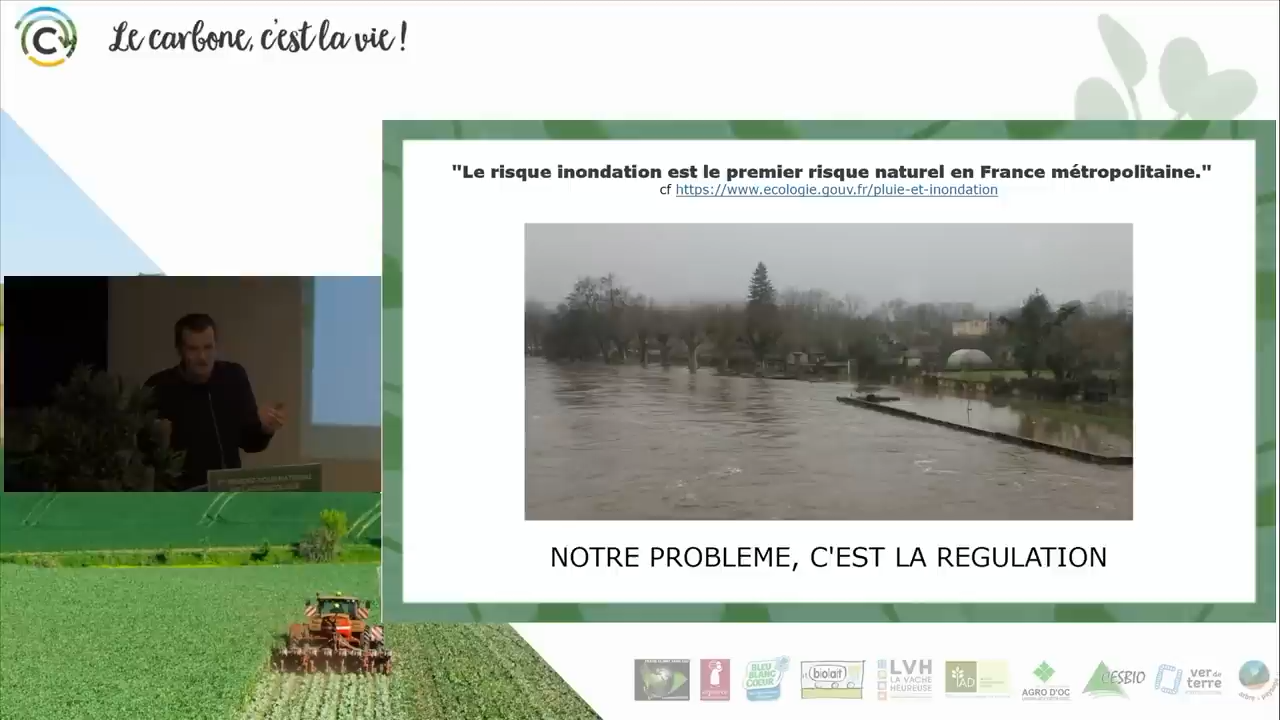 Le carbone, c'est la vie !
"Le risque inondation est le premier risque naturel en France métropolitaine."
cf https://www.ecologie.gouv.fr/pluie-et-inondation
NOTRE PROBLEME, C'EST LA REGULATION
BLEU
BLANC
COEUR
biolait
LVH
LA VACHE
HEUREUSE
IAD
AGRO D'OC
CESBIO
ver de
terre